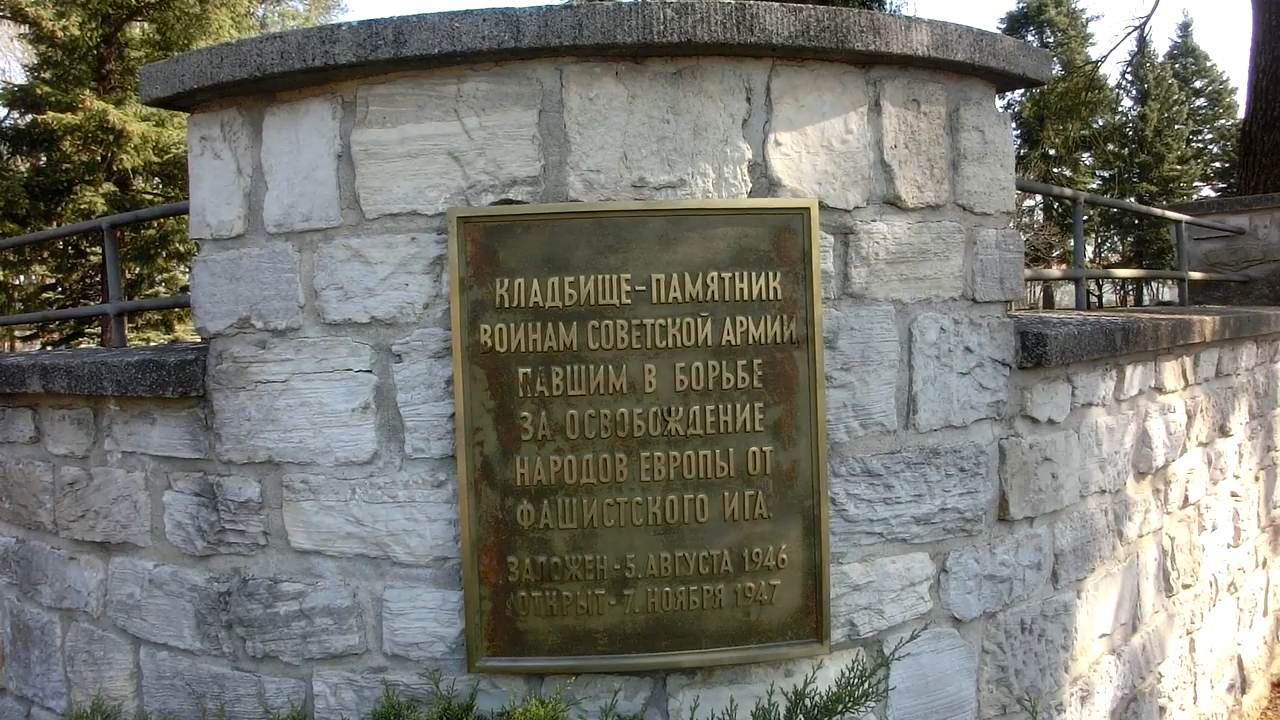 КЛАДБИЩЕ-ПАМЯТНИК
ВОИНАМ СОВЕТСКОЙ АРМИИ,
ПАВШИМ В БОРЬБЕ
ЗА ОСВОБОЖДЕНИЕ
НАРОДОВ ЕВРОПЫ ОТ
ФАШИСТСКОГО ИГА.
ЗАЛОЖЕН-5. АВГУСТА 1946
ОТКРЫТ-7. НОЯБРЯ 1947